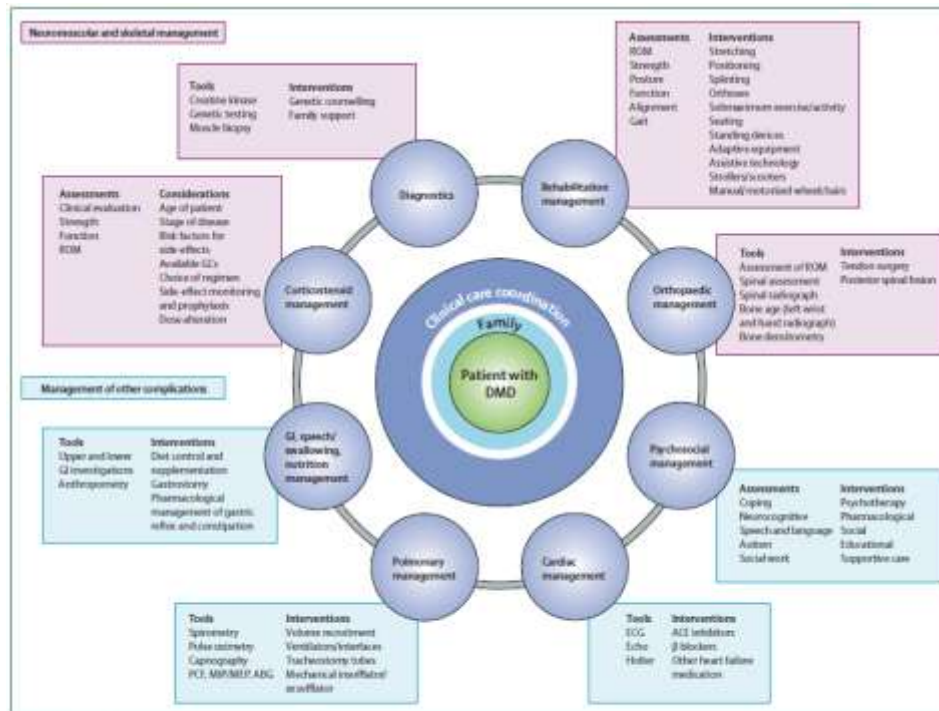 Neuromuscular and skeletal management
Tools
Creatine kinase
Genetic testing
Muscle biopsy
Interventions
Genetic counselling
Family support
Assessments
ROM
Strength
Posture
Function
Alignment
Gait
Interventions
Stretching
Positioning
Splinting
Orthoses
Submaximum exercise/activity
Seating
Standing devices
Adaptive equipment
Assistive technology
Strollers/scooters
Manual/motorised wheelchairs
Diagnostics
Rehabilitation
management
Assessments
Clinical evaluation
Strength
Function
ROM
Considerations
Age of patient
Stage of disease
Risk factors for
side-effects
Available GCs
Choice of regimen
Side-effect monitoring
and prophylaxis
Dose alteration
Corticosteroid
management
Orthopaedic
management
Tools
Assessment of ROM
Spinal assessment
Spinal radiograph
Bone age (left wrist
and hand radiograph)
Bone densitometry
Interventions
Tendon surgery
Posterior spinal fusion
Clinical care coordination
Family
Patient with
DMD
Management of other complications
Tools
Upper and lower
GI investigations
Anthropometry
Interventions
Diet control and
supplementation
Gastrostomy
Pharmacological
management of gastric
reflux and constipation
GI, speech/
swallowing,
nutrition
management
Psychosocial
management
Assessments
Coping
Neurocognitive
Speech and language
Autism
Social work
Interventions
Psychotherapy
Pharmacological
Social
Educational
Supportive care
Pulmonary
management
Cardiac
management
Tools
Spirometry
Pulse oximetry
Capnography
PCF, MIP/MEP, ABG
Interventions
Volume recruitment
Ventilators/interfaces
Tracheostomy tubes
Mechanical insufflator/
exsufflator
Tools
ECG
Echo
Holter
Interventions
ACE inhibitors
β blockers
Other heart failure
medication